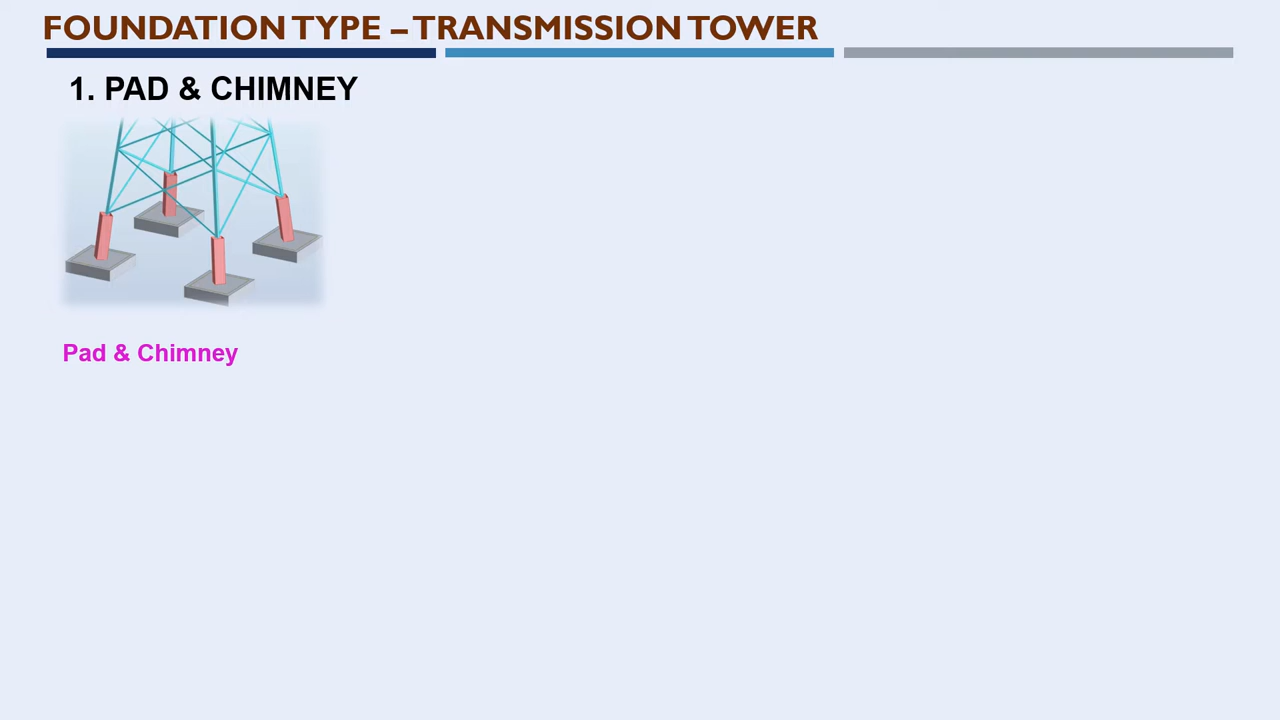 FOUNDATION TYPE – TRANSMISSION TOWER
1. PAD & CHIMNEY
Pad & Chimney